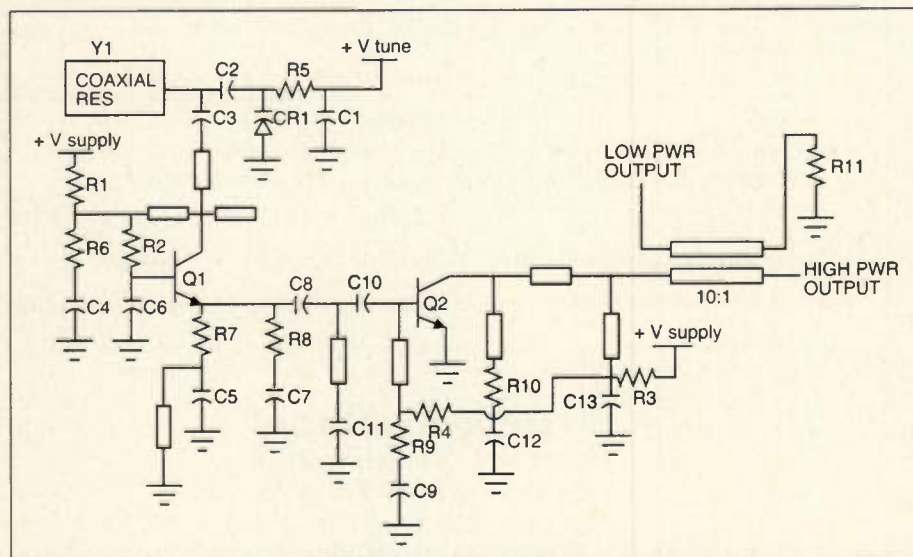 Y1
COAXIAL
RES
+ V tune
C2
R5
C3
CR1
C1
+ V supply
R1
R6
R2
Q1
C4
C6
R7
C5
R8
C7
C8
C10
C11
Q2
R4
R9
C9
R10
C12
C13
R3
+ V supply
LOW PWR
OUTPUT
R11
HIGH PWR
OUTPUT
10:1